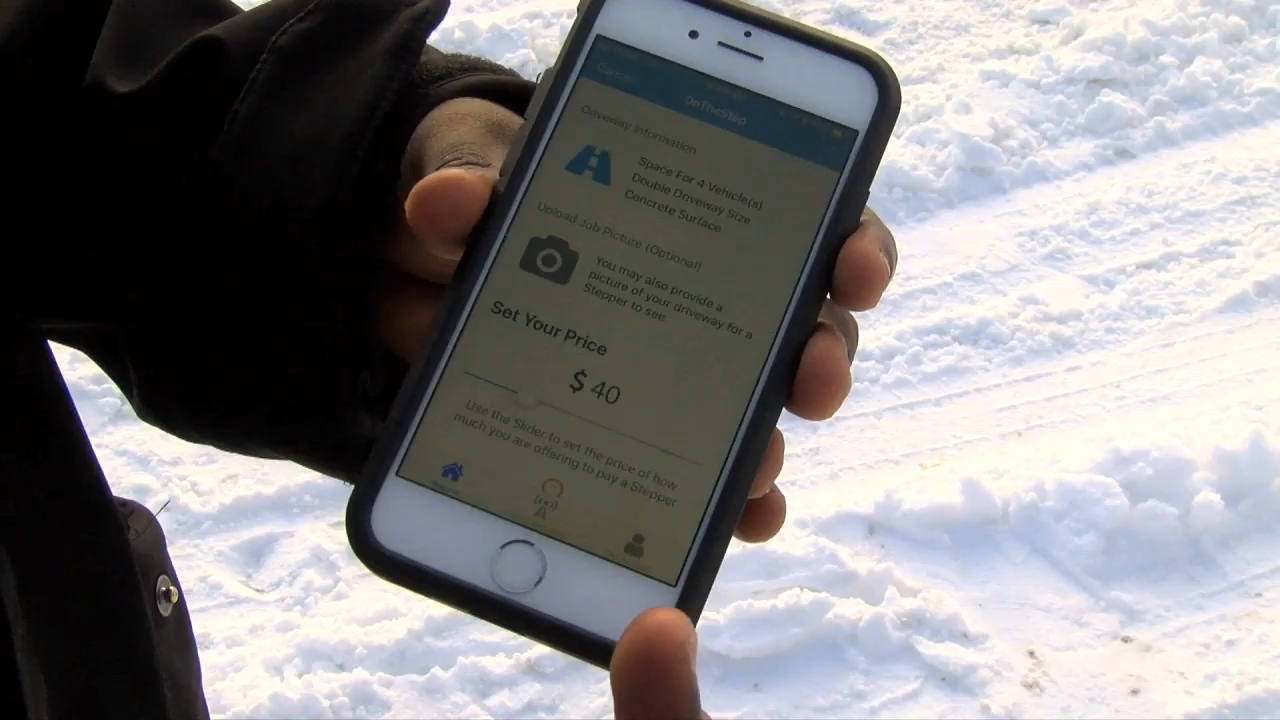 Cancel
OnTheStep
Driveway Information
Space For 4 Vehicle(s)
Double Driveway Size
Concrete Surface
Upload Job Picture (Optional)
You may also provide a
picture of your driveway for a
Stepper to see.
Set Your Price
$ 40
Use the Slider to set the price of how
much you are offering to pay a Stepper